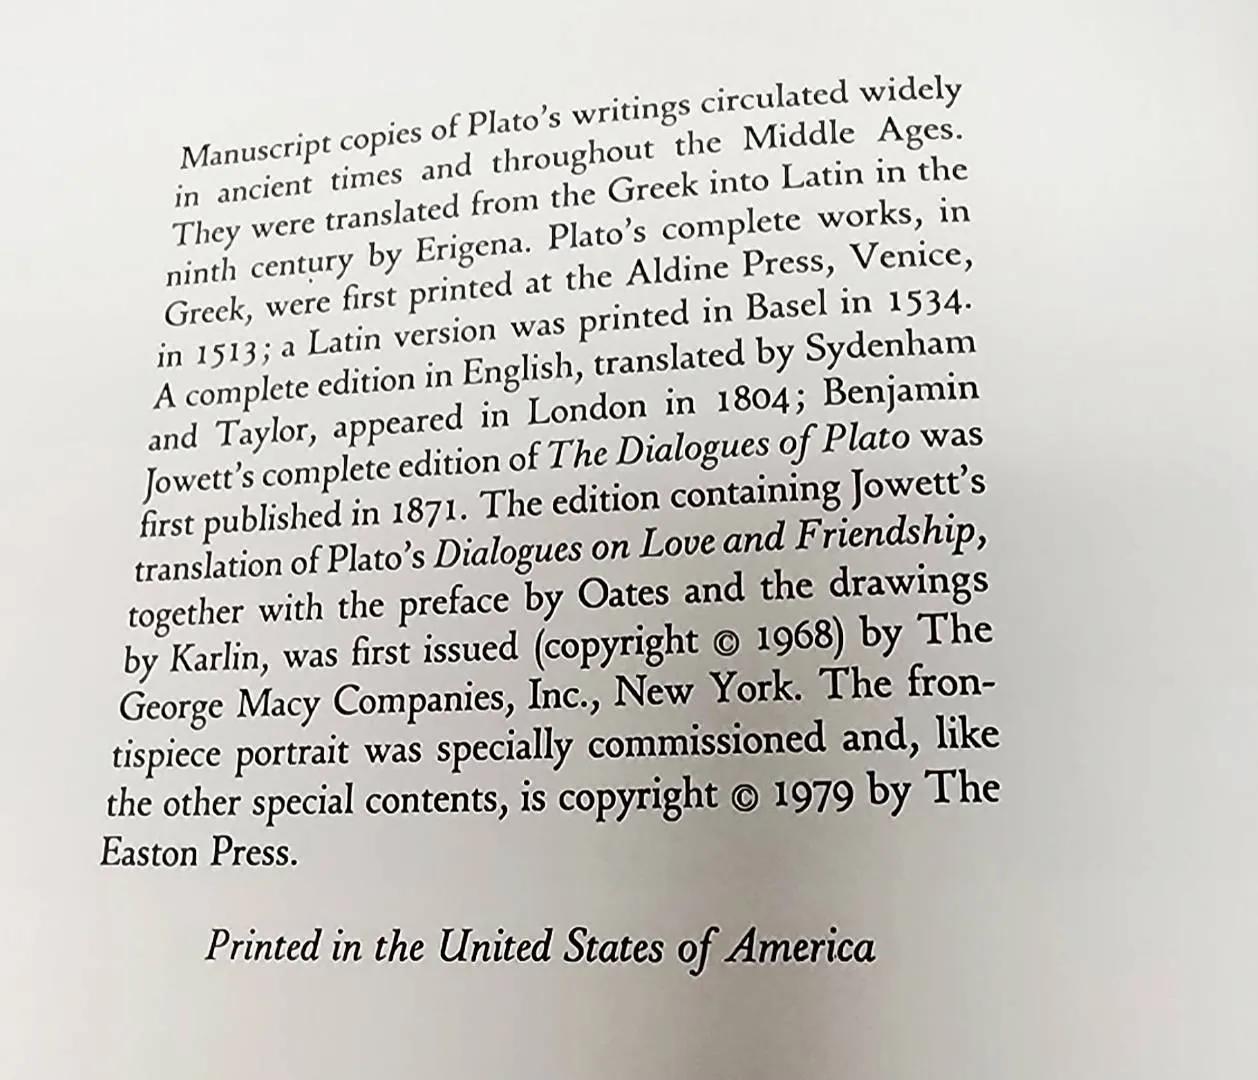 Manuscript copies of Plato's writings circulated widely
in ancient times and throughout the Middle Ages.
They were translated from the Greek into Latin in the
ninth century by Erigena. Plato's complete works, in
Greek, were first printed at the Aldine Press, Venice,
in 1513; a Latin version was printed in Basel in 1534.
A complete edition in English, translated by Sydenham
and Taylor, appeared in London in 1804; Benjamin
Jowett's complete edition of The Dialogues of Plato was
first published in 1871. The edition containing Jowett's
translation of Plato's Dialogues on Love and Friendship,
together with the preface by Oates and the drawings
by Karlin, was first issued (copyright © 1968) by The
George Macy Companies, Inc., New York. The fron-
tispiece portrait was specially commissioned and, like
the other special contents, is copyright © 1979 by The
Easton Press.
Printed in the United States of America